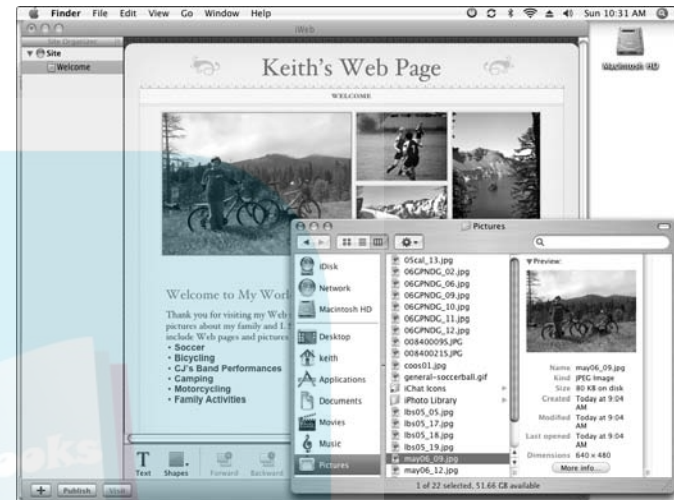 Finder File Edit View Go Window Help Sun 10:31 AM
iWeb
Site Organizer
Site
Welcome
Keith's Web Page
WELCOME
Macintosh HD
Welcome to My Worl
Thank you for visiting my Web
pictures about my family and I.
include Web pages and pictures
• Soccer
• Bicycling
• CJ's Band Performances
• Camping
• Motorcycling
• Family Activities
Text Shapes Forward Backward
Publish Visit
Pictures
iDisk
Network
Macintosh HD
Desktop
keith
Applications
Documents
Movies
Music
Pictures
05cal_13.jpg
06GPNDG_02.jpg
06GPNDG_06.jpg
06GPNDG_09.jpg
06GPNDG_10.jpg
06GPNDG_11.jpg
06GPNDG_12.jpg
00840009S.JPG
00840021S.JPG
coos01.jpg
general-soccerball.gif
iChat Icons
iPhoto Library
lbs05_05.jpg
lbs05_17.jpg
lbs05_18.jpg
lbs05_19.jpg
may06_09.jpg
may06_12.jpg
Preview:
Name may06_09.jpg
Kind JPEG Image
Size 80 KB on disk
Created Today at 9:04
AM
Modified Today at 9:04
AM
Last opened Today at 9:04
AM
Dimensions 640 × 480
More info...
1 of 22 selected, 51.66 GB available
ooks